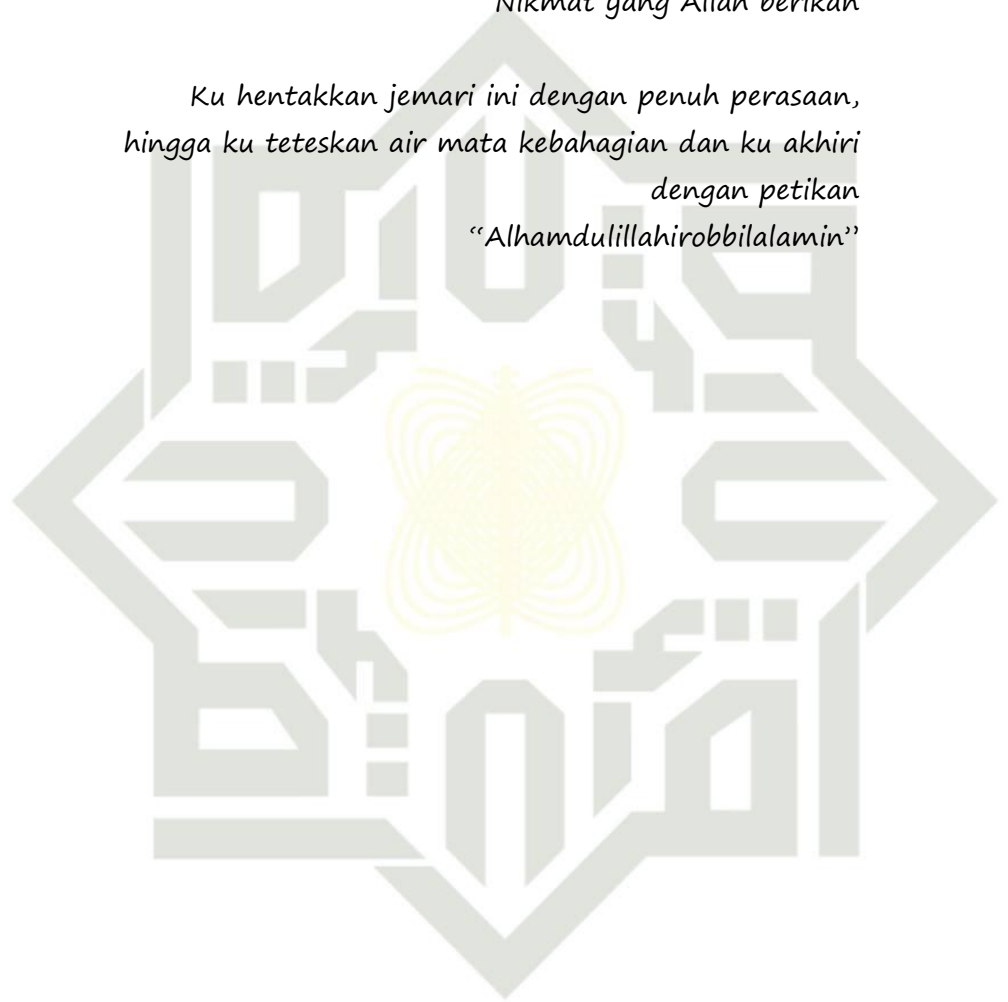 Nikmat yang Allah berikan
Ku hentakkan jemari ini dengan penuh perasaan,
hingga ku teteskan air mata kebahagian dan ku akhiri
dengan petikan
“Alhamdulillahirobbilalamin”